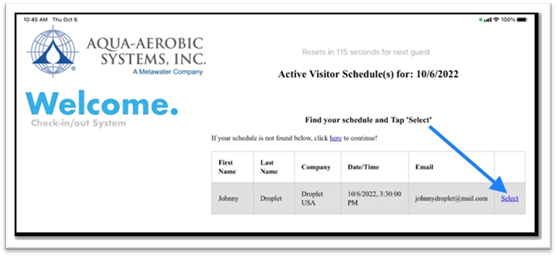 10:45 AM Thu Oct 6
100%
AQUA-AEROBIC
SYSTEMS, INC.
A Metawater Company
Resets in 115 seconds for next guest
Active Visitor Schedule(s) for: 10/6/2022
Welcome.
Check-in/out System
Find your schedule and Tap 'Select'
If your schedule is not found below, click here to continue!
First Name Last Name Company Date/Time Email
Johnny Droplet Droplet USA 10/6/2022, 3:30:00 PM johnnydroplet@mail.com Select